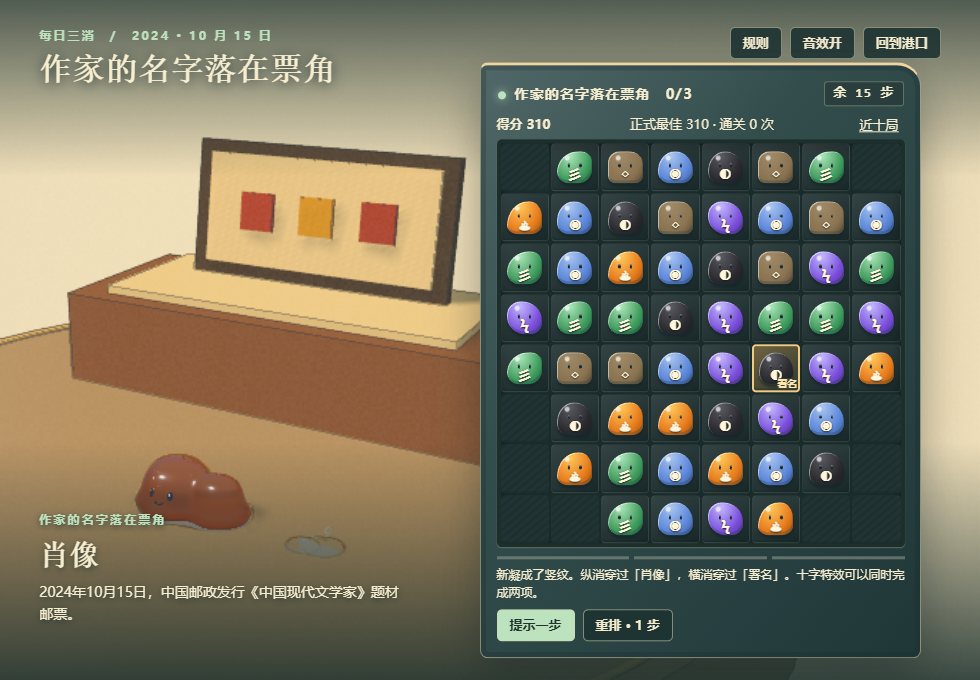 每日三消 / 2024・10 月 15 日
作家的名字落在票角
规则 音效开 回到港口
作家的名字落在票角 0/3 余 15 步
得分 310 正式最佳 310 · 通关 0 次 近十局
署名
新凝成了竖纹。纵消穿过「肖像」，横消穿过「署名」。十字特效可以同时完成两项。
提示一步 重排 • 1 步
作家的名字落在票角
肖像
2024年10月15日，中国邮政发行《中国现代文学家》题材
邮票。